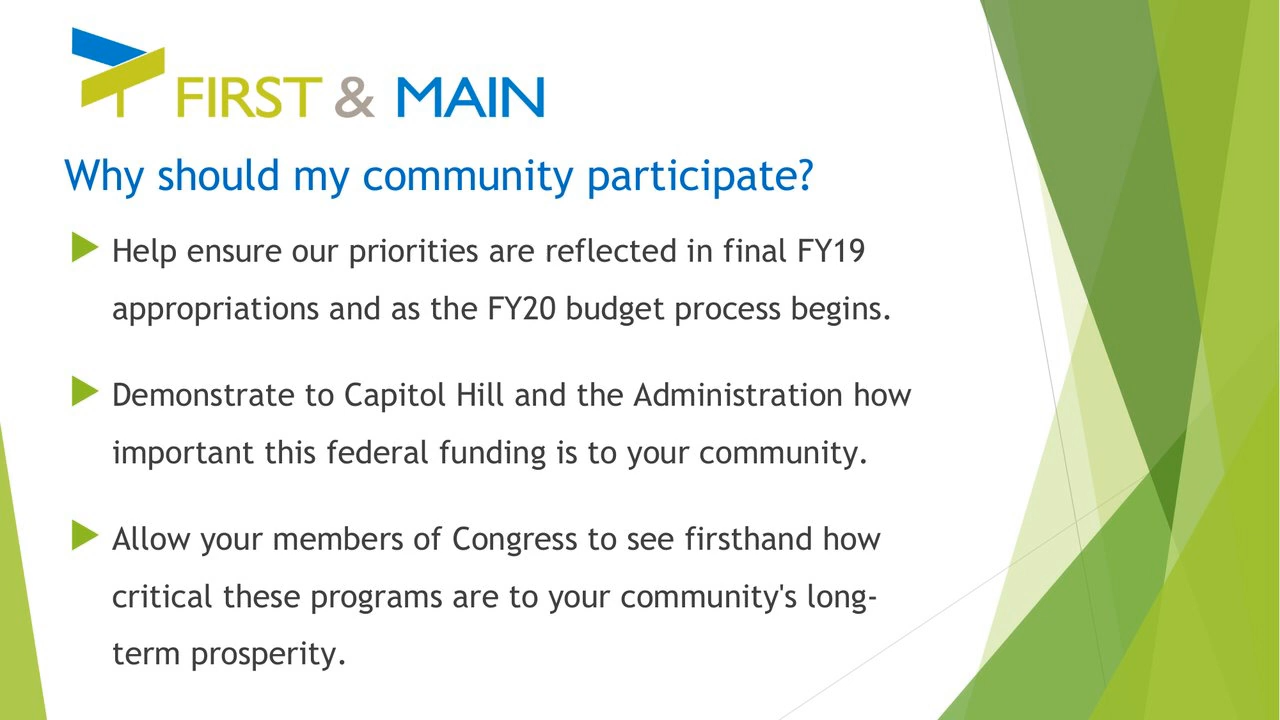 FIRST & MAIN
Why should my community participate?
Help ensure our priorities are reflected in final FY19
appropriations and as the FY20 budget process begins.
Demonstrate to Capitol Hill and the Administration how
important this federal funding is to your community.
Allow your members of Congress to see firsthand how
critical these programs are to your community's long-
term prosperity.